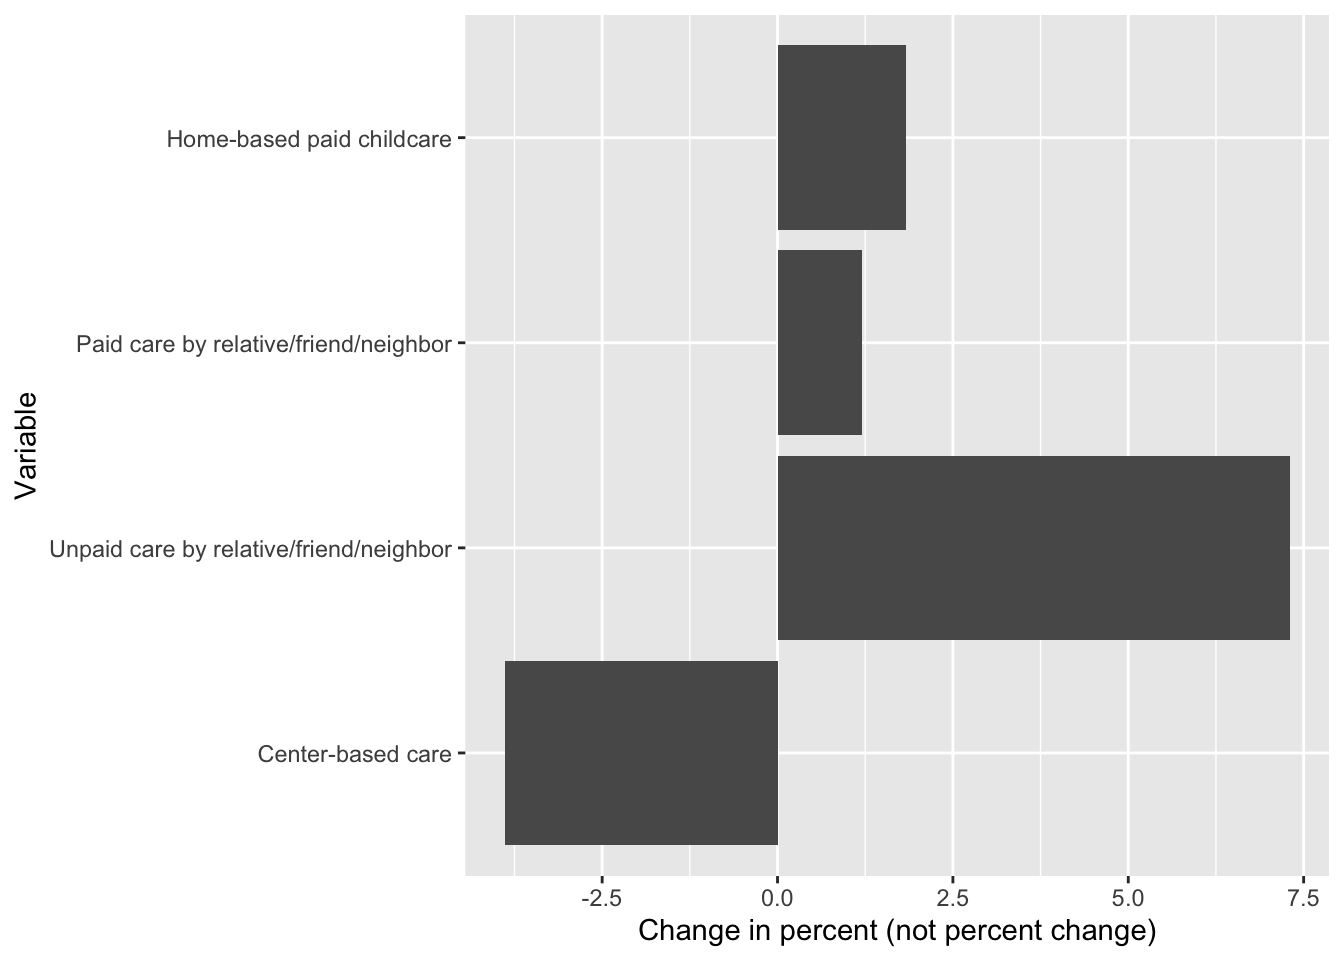 Home-based paid childcare
Paid care by relative/friend/neighbor
Variable
Unpaid care by relative/friend/neighbor
Center-based care
-2.5 0.0 2.5 5.0 7.5
Change in percent (not percent change)